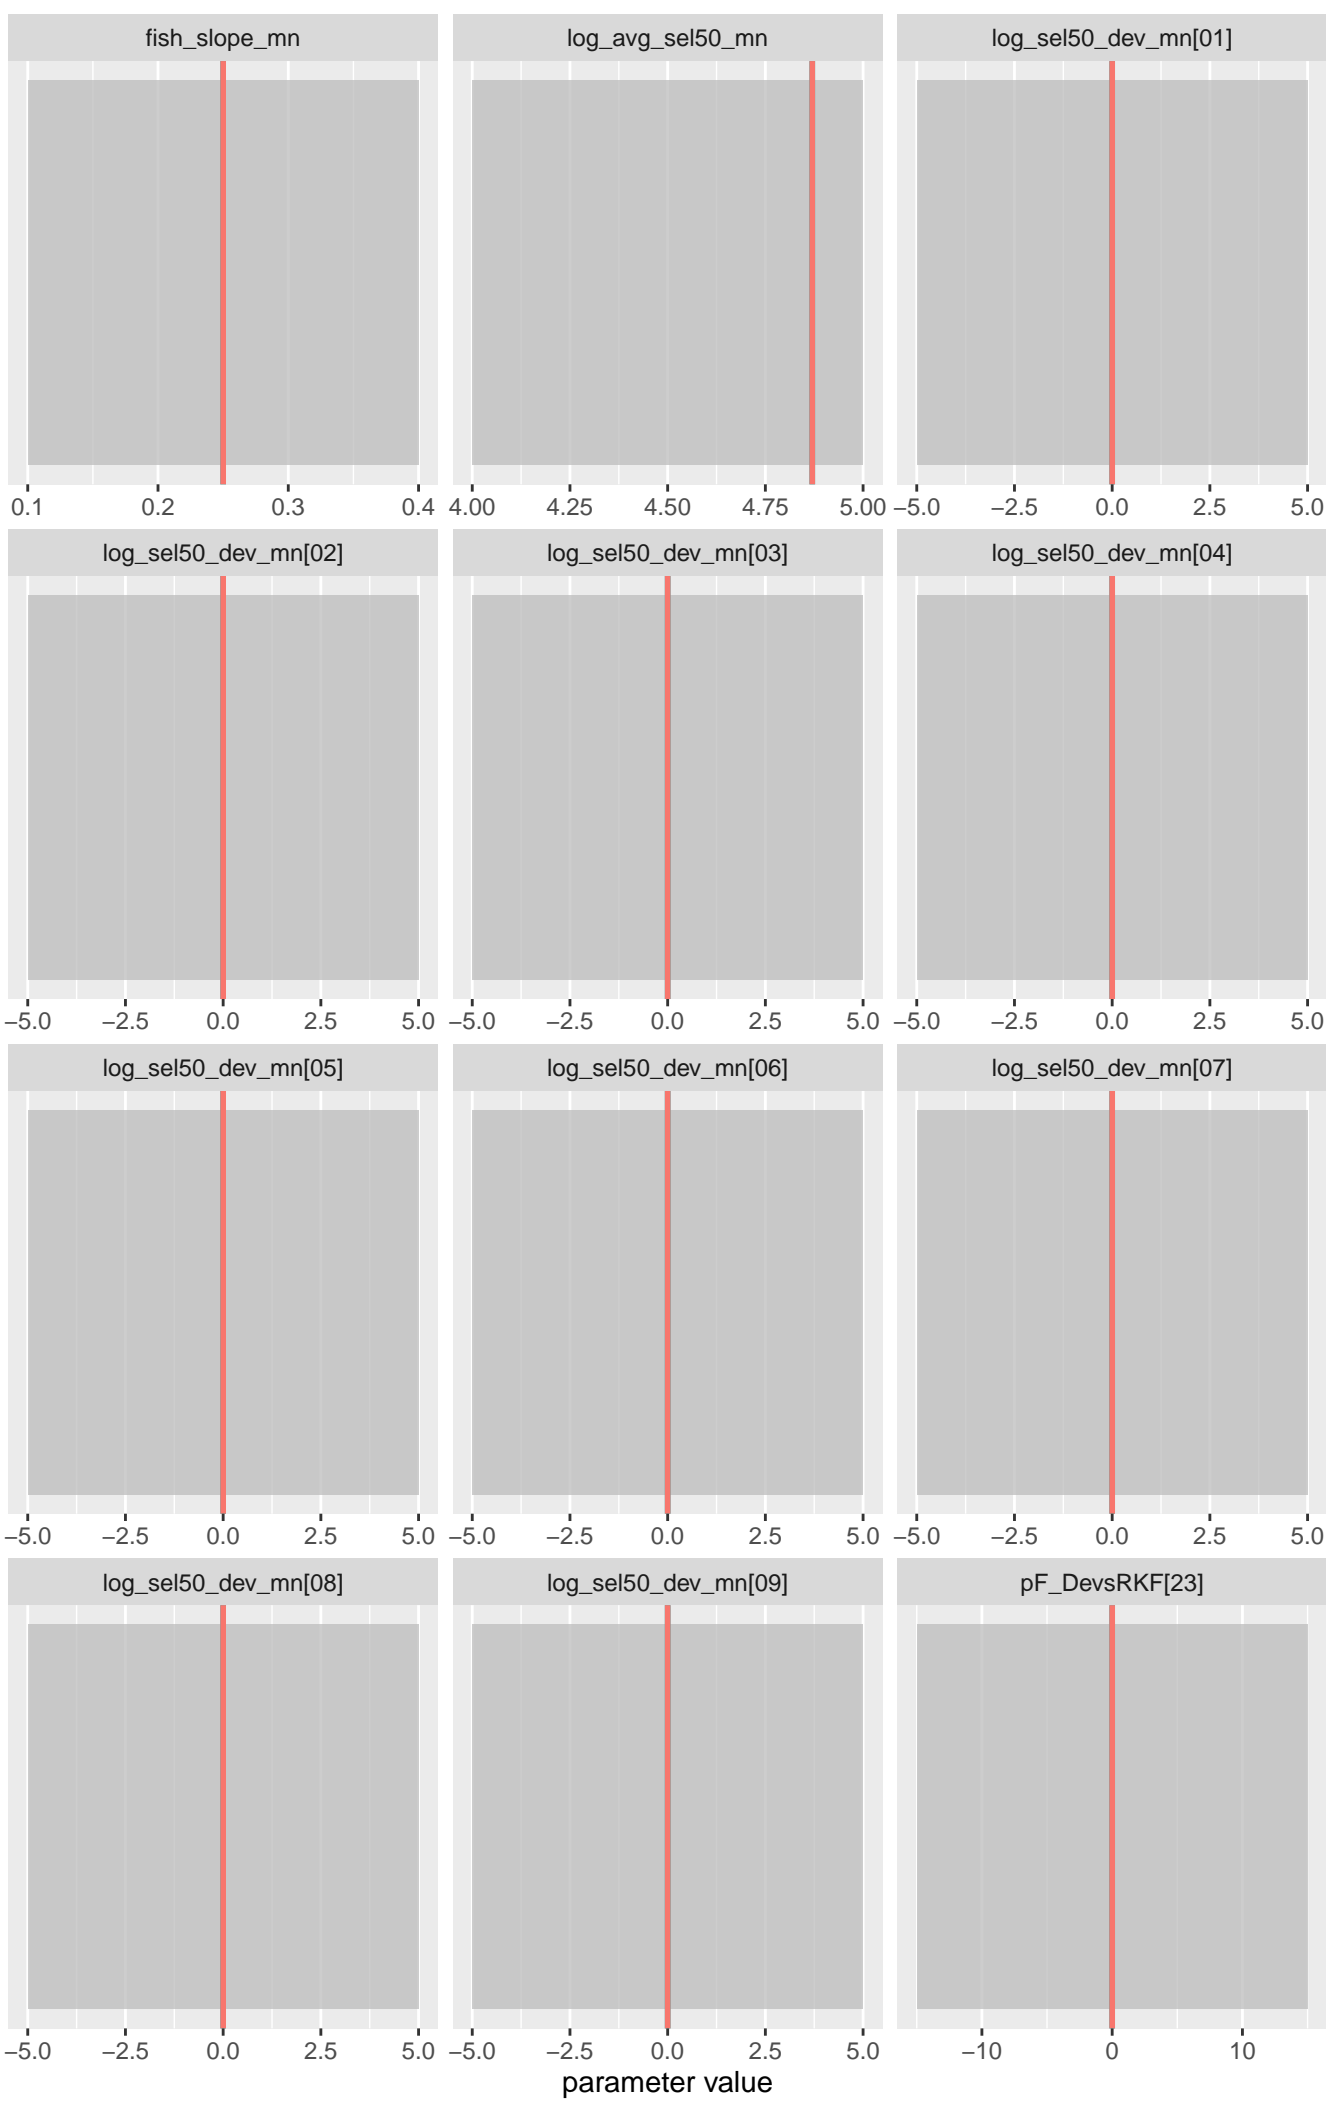 fish_slope_mn log_avg_sel50_mn log_sel50_dev_mn[01]
0.1 0.2 0.3 0.4 4.00 4.25 4.50 4.75 5.00 −5.0 −2.5 0.0 2.5 5.0
log_sel50_dev_mn[02] log_sel50_dev_mn[03] log_sel50_dev_mn[04]
−5.0 −2.5 0.0 2.5 5.0 −5.0 −2.5 0.0 2.5 5.0 −5.0 −2.5 0.0 2.5 5.0
log_sel50_dev_mn[05] log_sel50_dev_mn[06] log_sel50_dev_mn[07]
−5.0 −2.5 0.0 2.5 5.0 −5.0 −2.5 0.0 2.5 5.0 −5.0 −2.5 0.0 2.5 5.0
log_sel50_dev_mn[08] log_sel50_dev_mn[09] pF_DevsRKF[23]
−5.0 −2.5 0.0 2.5 5.0 −5.0 −2.5 0.0 2.5 5.0 −10 0 10
parameter value